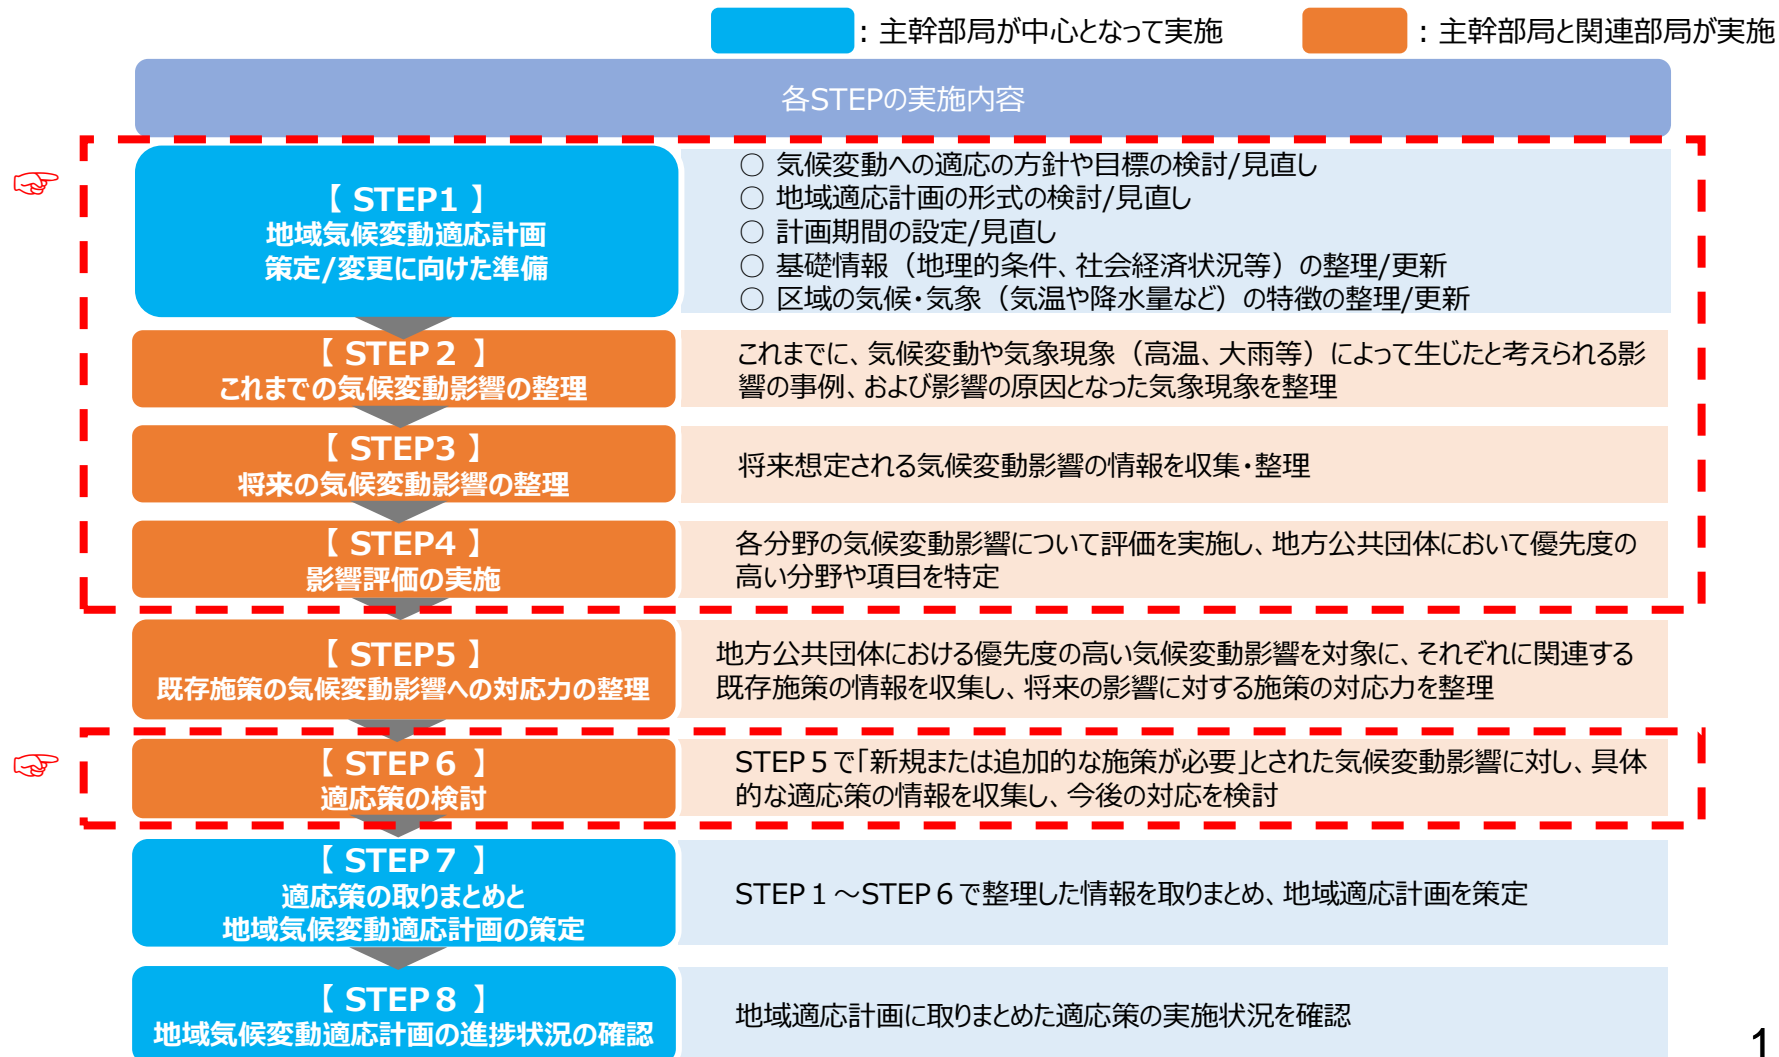 ：主幹部局が中心となって実施
：主幹部局と関連部局が実施
各STEPの実施内容
【 STEP1 】
地域気候変動適応計画
策定/変更に向けた準備
○ 気候変動への適応の方針や目標の検討/見直し
○ 地域適応計画の形式の検討/見直し
○ 計画期間の設定/見直し
○ 基礎情報（地理的条件、社会経済状況等）の整理/更新
○ 区域の気候・気象（気温や降水量など）の特徴の整理/更新
【 STEP２ 】
これまでの気候変動影響の整理
これまでに、気候変動や気象現象（高温、大雨等）によって生じたと考えられる影
響の事例、および影響の原因となった気象現象を整理
【 STEP3 】
将来の気候変動影響の整理
将来想定される気候変動影響の情報を収集・整理
【 STEP4 】
影響評価の実施
各分野の気候変動影響について評価を実施し、地方公共団体において優先度の
高い分野や項目を特定
【 STEP5 】
既存施策の気候変動影響への対応力の整理
地方公共団体における優先度の高い気候変動影響を対象に、それぞれに関連する
既存施策の情報を収集し、将来の影響に対する施策の対応力を整理
【 STEP６ 】
適応策の検討
STEP５で「新規または追加的な施策が必要」とされた気候変動影響に対し、具体
的な適応策の情報を収集し、今後の対応を検討
【 STEP７ 】
適応策の取りまとめと
地域気候変動適応計画の策定
STEP１～STEP６で整理した情報を取りまとめ、地域適応計画を策定
【 STEP８ 】
地域気候変動適応計画の進捗状況の確認
地域適応計画に取りまとめた適応策の実施状況を確認
1